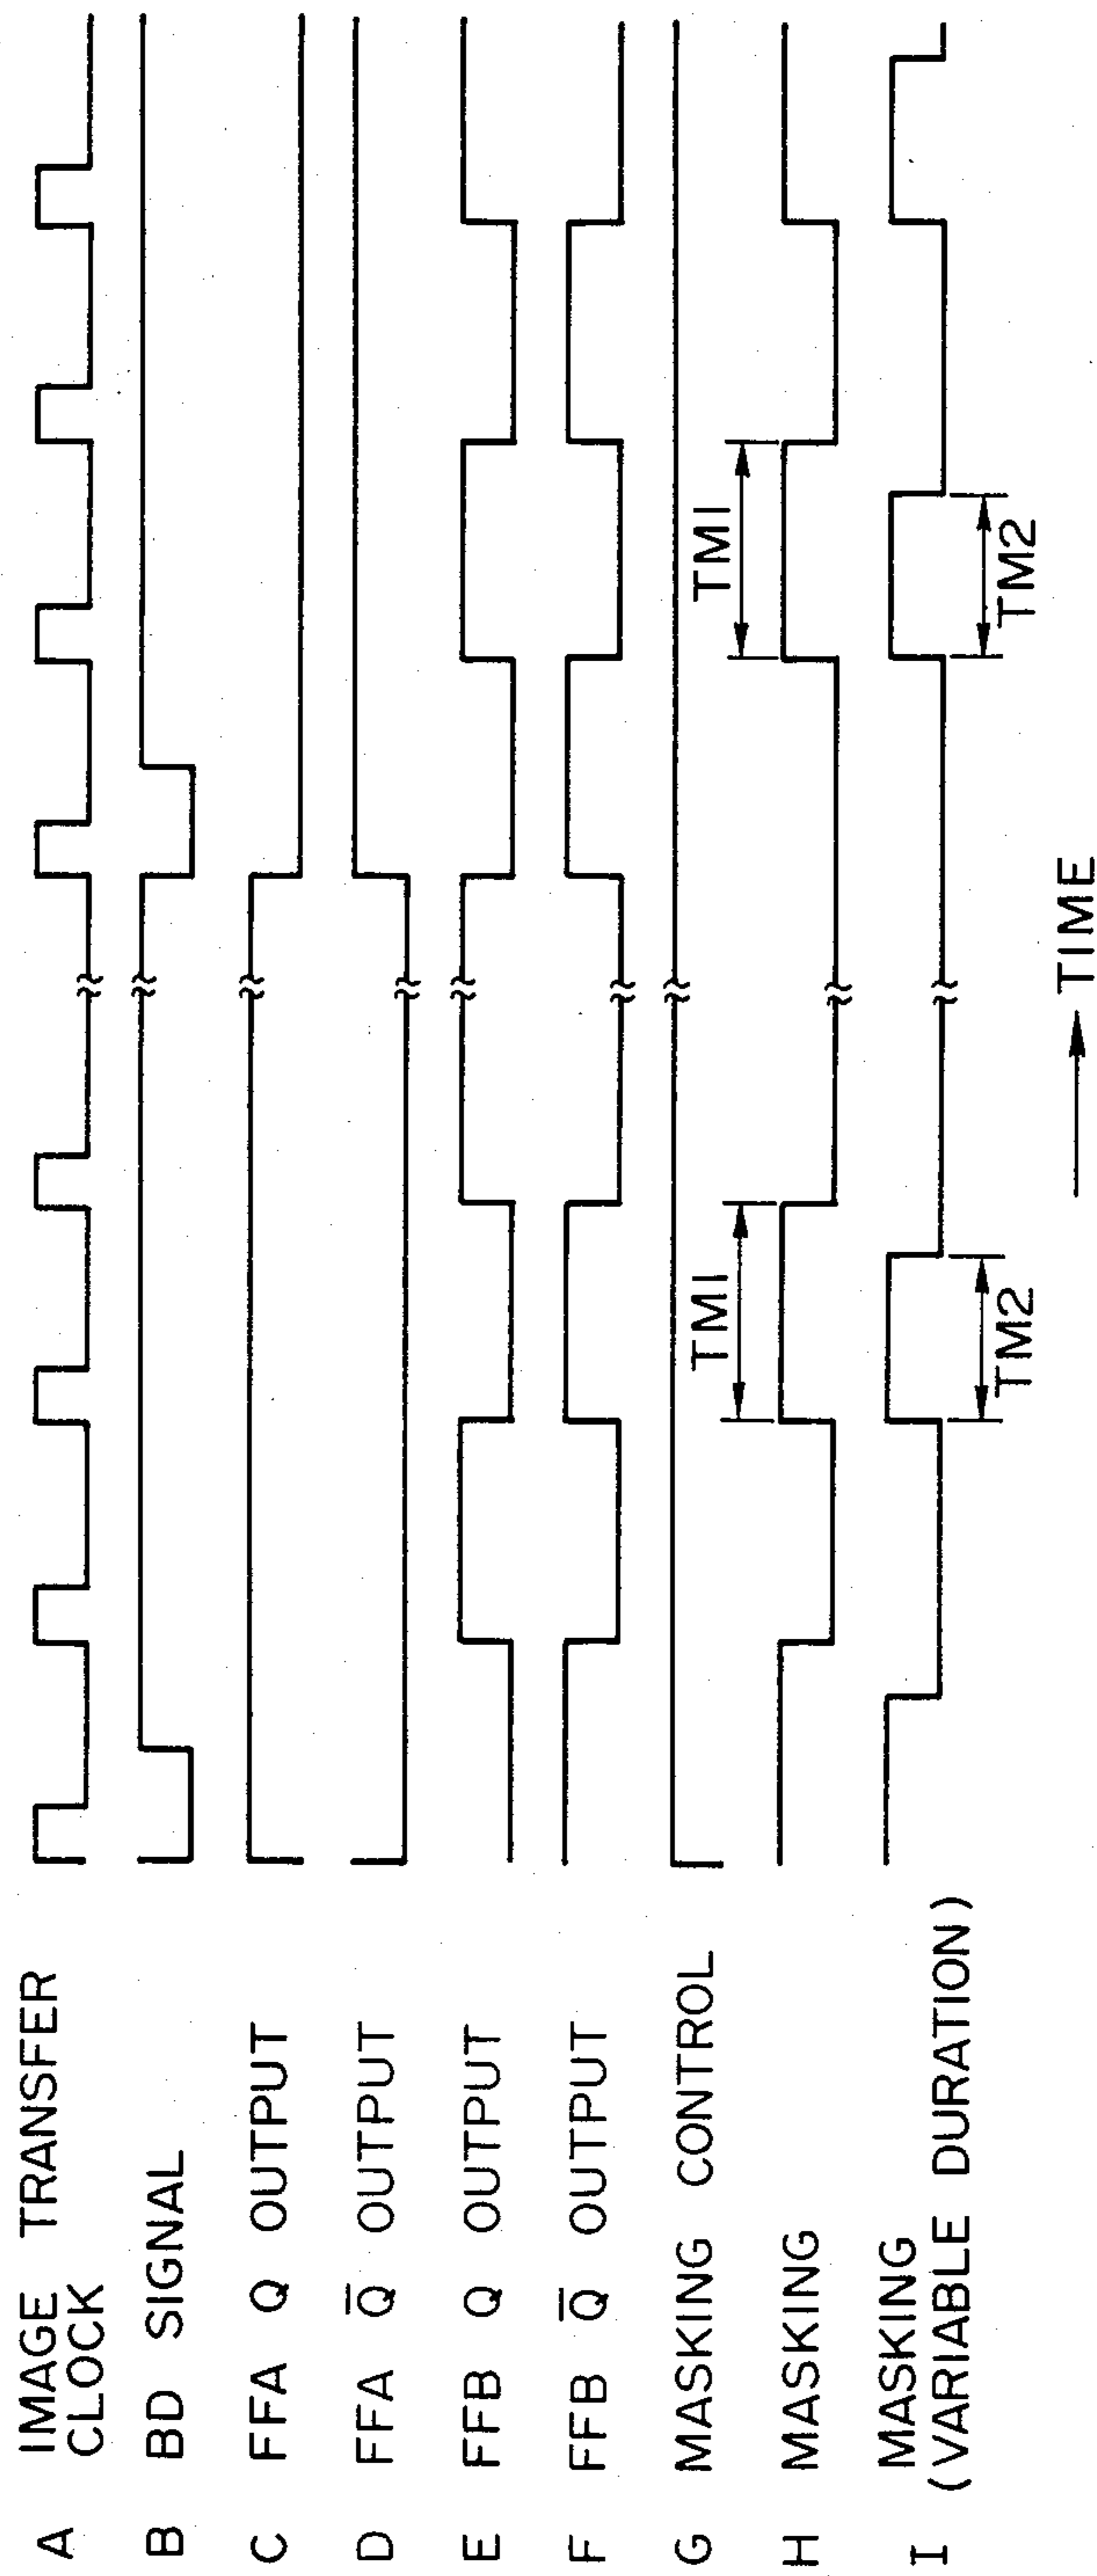 A IMAGE TRANSFER
CLOCK
B BD SIGNAL
C FFA Q OUTPUT
D FFA Q̅ OUTPUT
E FFB Q OUTPUT
F FFB Q̅ OUTPUT
G MASKING CONTROL
TM1
TM1
H MASKING
I MASKING
(VARIABLE DURATION)
TM2
TM2
TIME